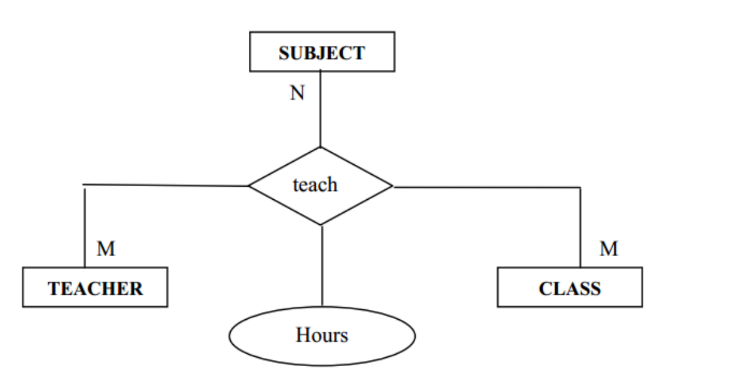 SUBJECT
N
teach
M
M
TEACHER
CLASS
Hours